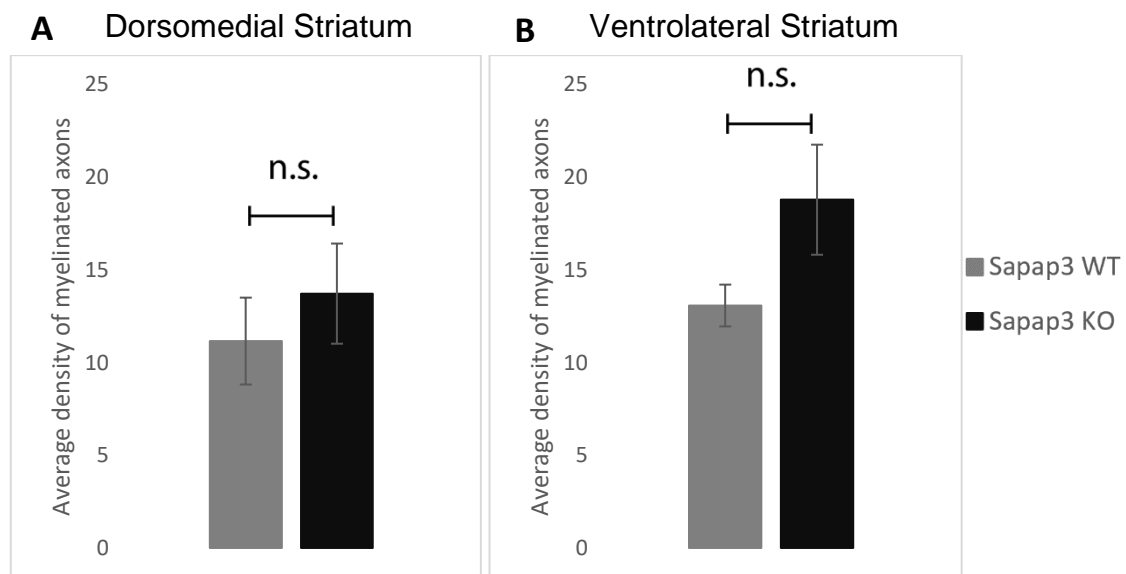 A Dorsomedial Striatum
Average density of myelinated axons
25
20
15
10
5
0
n.s.
B Ventrolateral Striatum
Average density of myelinated axons
25
20
15
10
5
0
n.s.
Sapap3 WT
Sapap3 KO